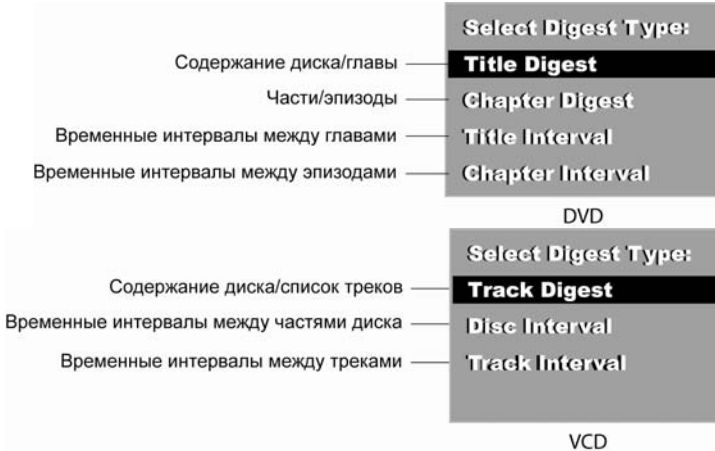 Select Digest Type:
Содержание диска/главы Title Digest
Части/эпизоды Chapter Digest
Временные интервалы между главами Title Interval
Временные интервалы между эпизодами Chapter Interval
DVD
Select Digest Type:
Содержание диска/список треков Track Digest
Временные интервалы между частями диска Disc Interval
Временные интервалы между треками Track Interval
VCD